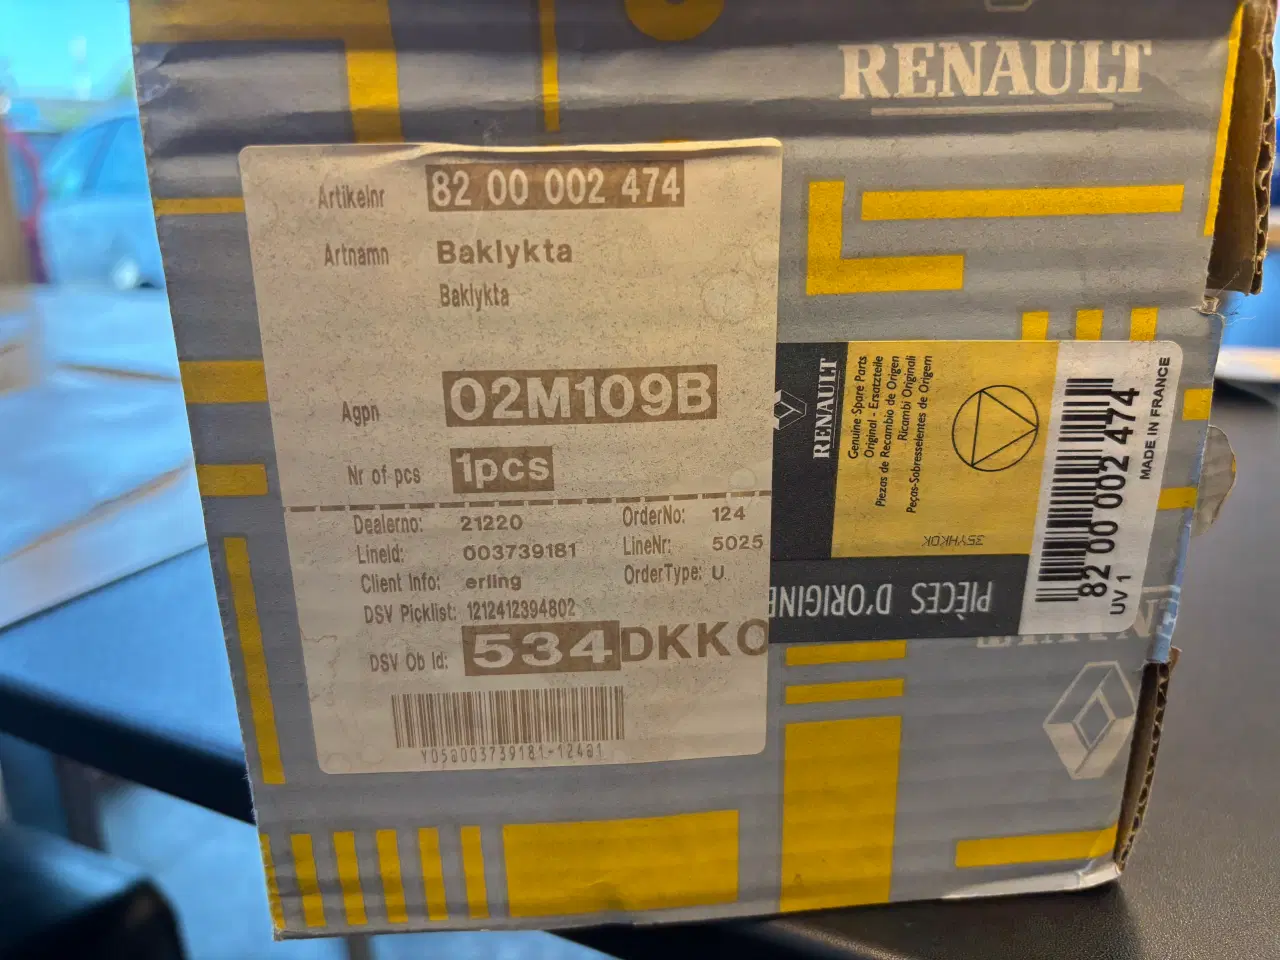 RENAULT
Artikelnr 82 00 002 474
Artnamn Baklykta
Baklykta
Agpn 02M109B
Nr of pcs 1pcs
Dealerno: 21220 OrderNo: 124
LineId: 003739181 LineNr: 5025
Client Info: erling OrderType: U
DSV Picklist: 1212412394802
DSV Ob Id: 534DKKO
Y05a003739181-124a1
RENAULT
Genuine Spare Parts
Original - Ersatzteile
Piezas de Recambio de Origen
Ricambi Originali
Peças-Sobresselentes de Origem
35YHKOK
PIÈCES D'ORIGINE
82 00 002 474
UV 1
MADE IN FRANCE